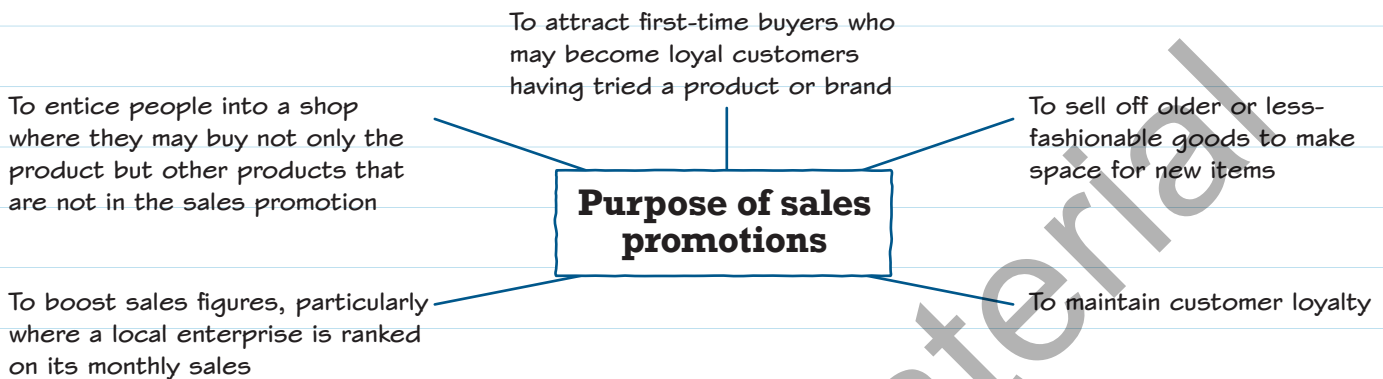 To attract first-time buyers who
may become loyal customers
having tried a product or brand
To entice people into a shop
where they may buy not only the
product but other products that
are not in the sales promotion
To sell off older or less-
fashionable goods to make
space for new items
Purpose of sales
promotions
To boost sales figures, particularly
where a local enterprise is ranked
on its monthly sales
To maintain customer loyalty
aterial